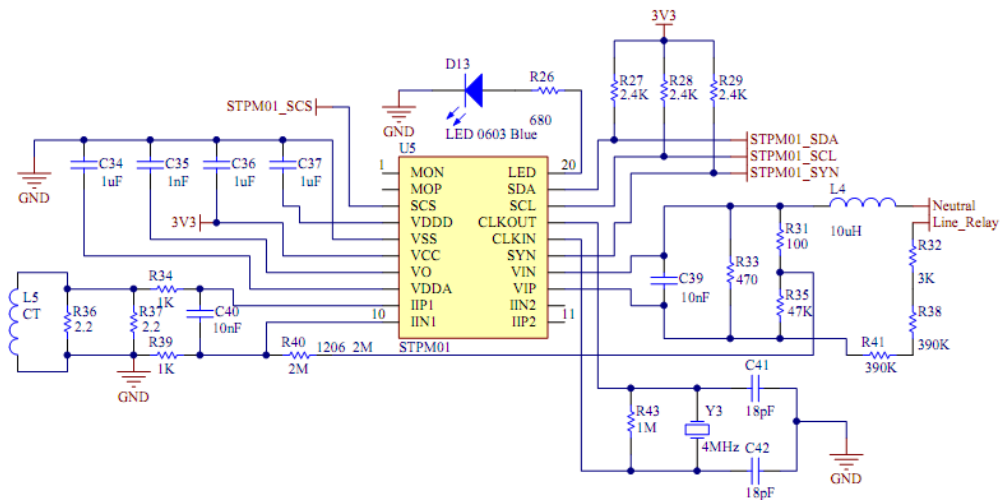 3V3
D13
R26
680
LED 0603 Blue
GND
STPM01_SCS
R27
2.4K
R28
2.4K
R29
2.4K
STPM01_SDA
STPM01_SCL
STPM01_SYN
C34
1uF
C35
1nF
C36
1uF
C37
1uF
GND
3V3
U5
1
MON
MOP
SCS
VDDD
VSS
VCC
VO
VDDA
IIP1
10
IIN1
20
LED
SDA
SCL
CLKOUT
CLKIN
SYN
VIN
VIP
IIN2
11
IIP2
STPM01
L4
10uH
Neutral
Line_Relay
R31
100
R32
3K
R33
470
C39
10nF
R35
47K
R38
390K
R41
390K
L5
CT
R36
2.2
R37
2.2
R34
1K
C40
10nF
R39
1K
GND
R40
2M
1206 2M
C41
18pF
R43
1M
Y3
4MHz
C42
18pF
GND